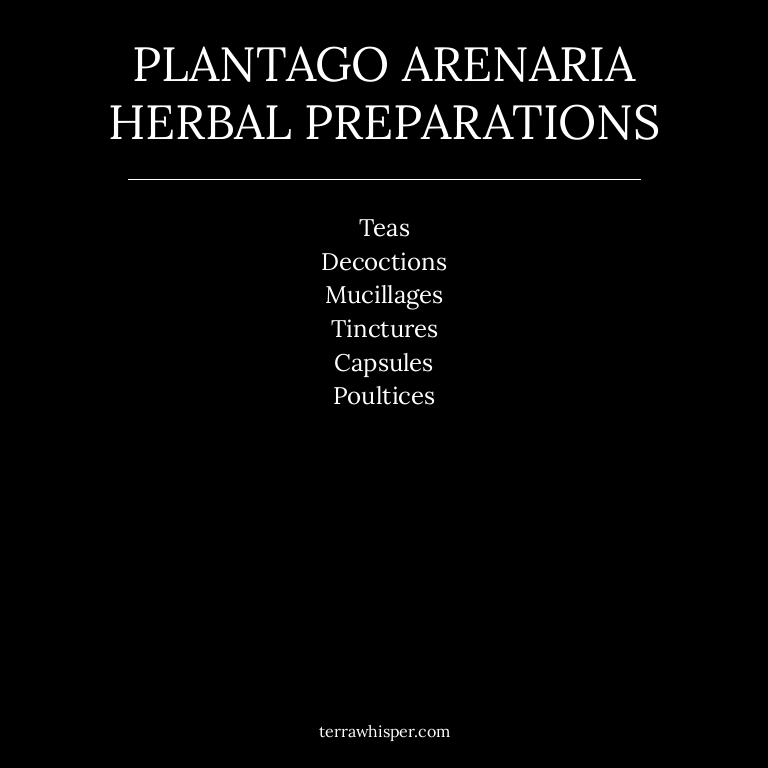 PLANTAGO ARENARIA
HERBAL PREPARATIONS
Teas
Decoctions
Mucillages
Tinctures
Capsules
Poultices
terrawhisper.com